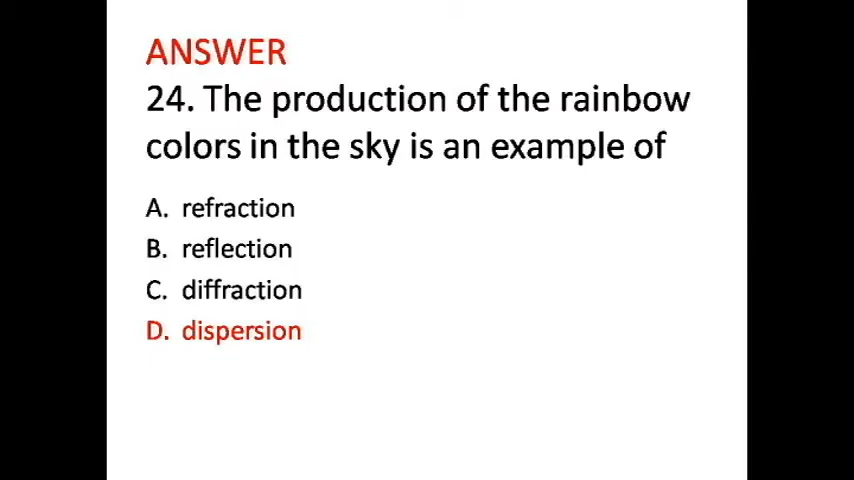 ANSWER
24. The production of the rainbow
colors in the sky is an example of
A. refraction
B. reflection
C. diffraction
D. dispersion